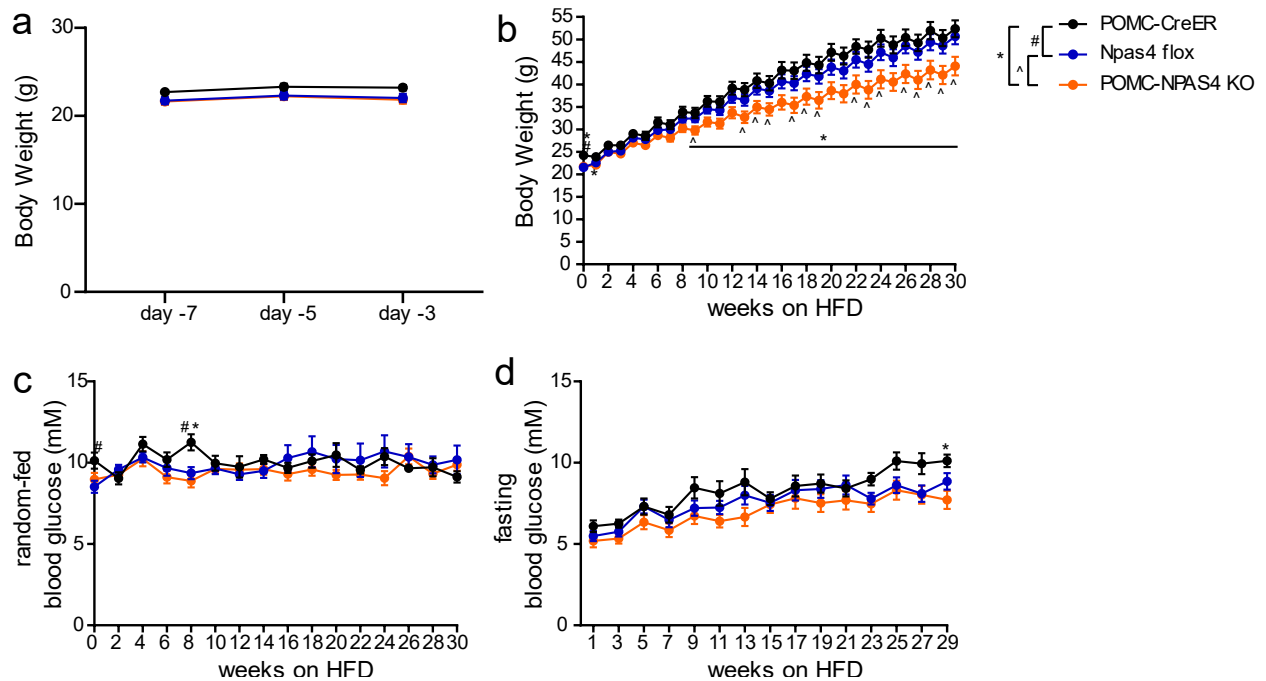 a
Body Weight (g)
30
20
10
0
day -7
day -5
day -3
b
Body Weight (g)
55
50
45
40
35
30
25
20
15
10
5
0
*
#
*
^
^ ^ ^ ^ ^ ^ ^ ^ ^ ^ ^ ^ ^ ^
*
0 2 4 6 8 10 12 14 16 18 20 22 24 26 28 30
weeks on HFD
* # ^
POMC-CreER
Npas4 flox
POMC-NPAS4 KO
c
random-fed
blood glucose (mM)
15
10
5
0
#
# *
0 2 4 6 8 10 12 14 16 18 20 22 24 26 28 30
weeks on HFD
d
fasting
blood glucose (mM)
15
10
5
0
*
1 3 5 7 9 11 13 15 17 19 21 23 25 27 29
weeks on HFD